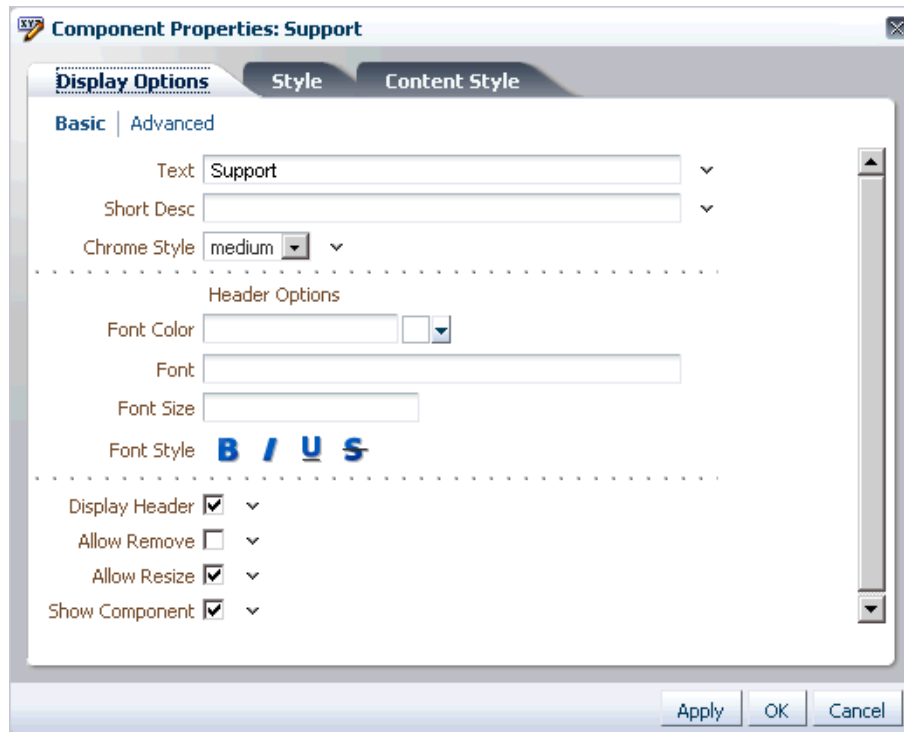 Component Properties: Support
Display Options Style Content Style
Basic Advanced
Text Support
Short Desc
Chrome Style medium
Header Options
Font Color
Font
Font Size
Font Style B I U S
Display Header
Allow Remove
Allow Resize
Show Component
Apply OK Cancel